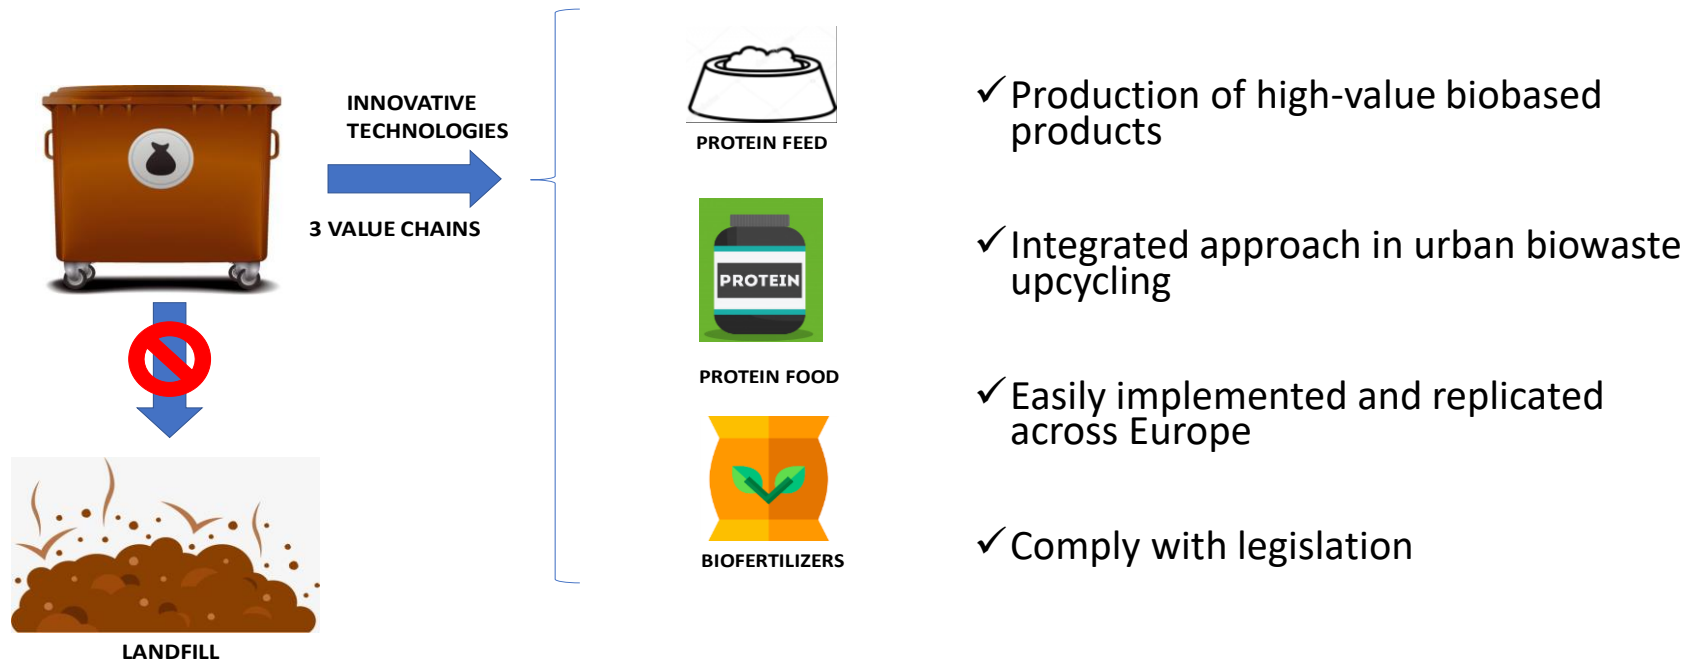 INNOVATIVE
TECHNOLOGIES
3 VALUE CHAINS
LANDFILL
PROTEIN FEED
PROTEIN
PROTEIN FOOD
BIOFERTILIZERS
✓Production of high-value biobased
products
✓Integrated approach in urban biowaste
upcycling
✓Easily implemented and replicated
across Europe
✓Comply with legislation